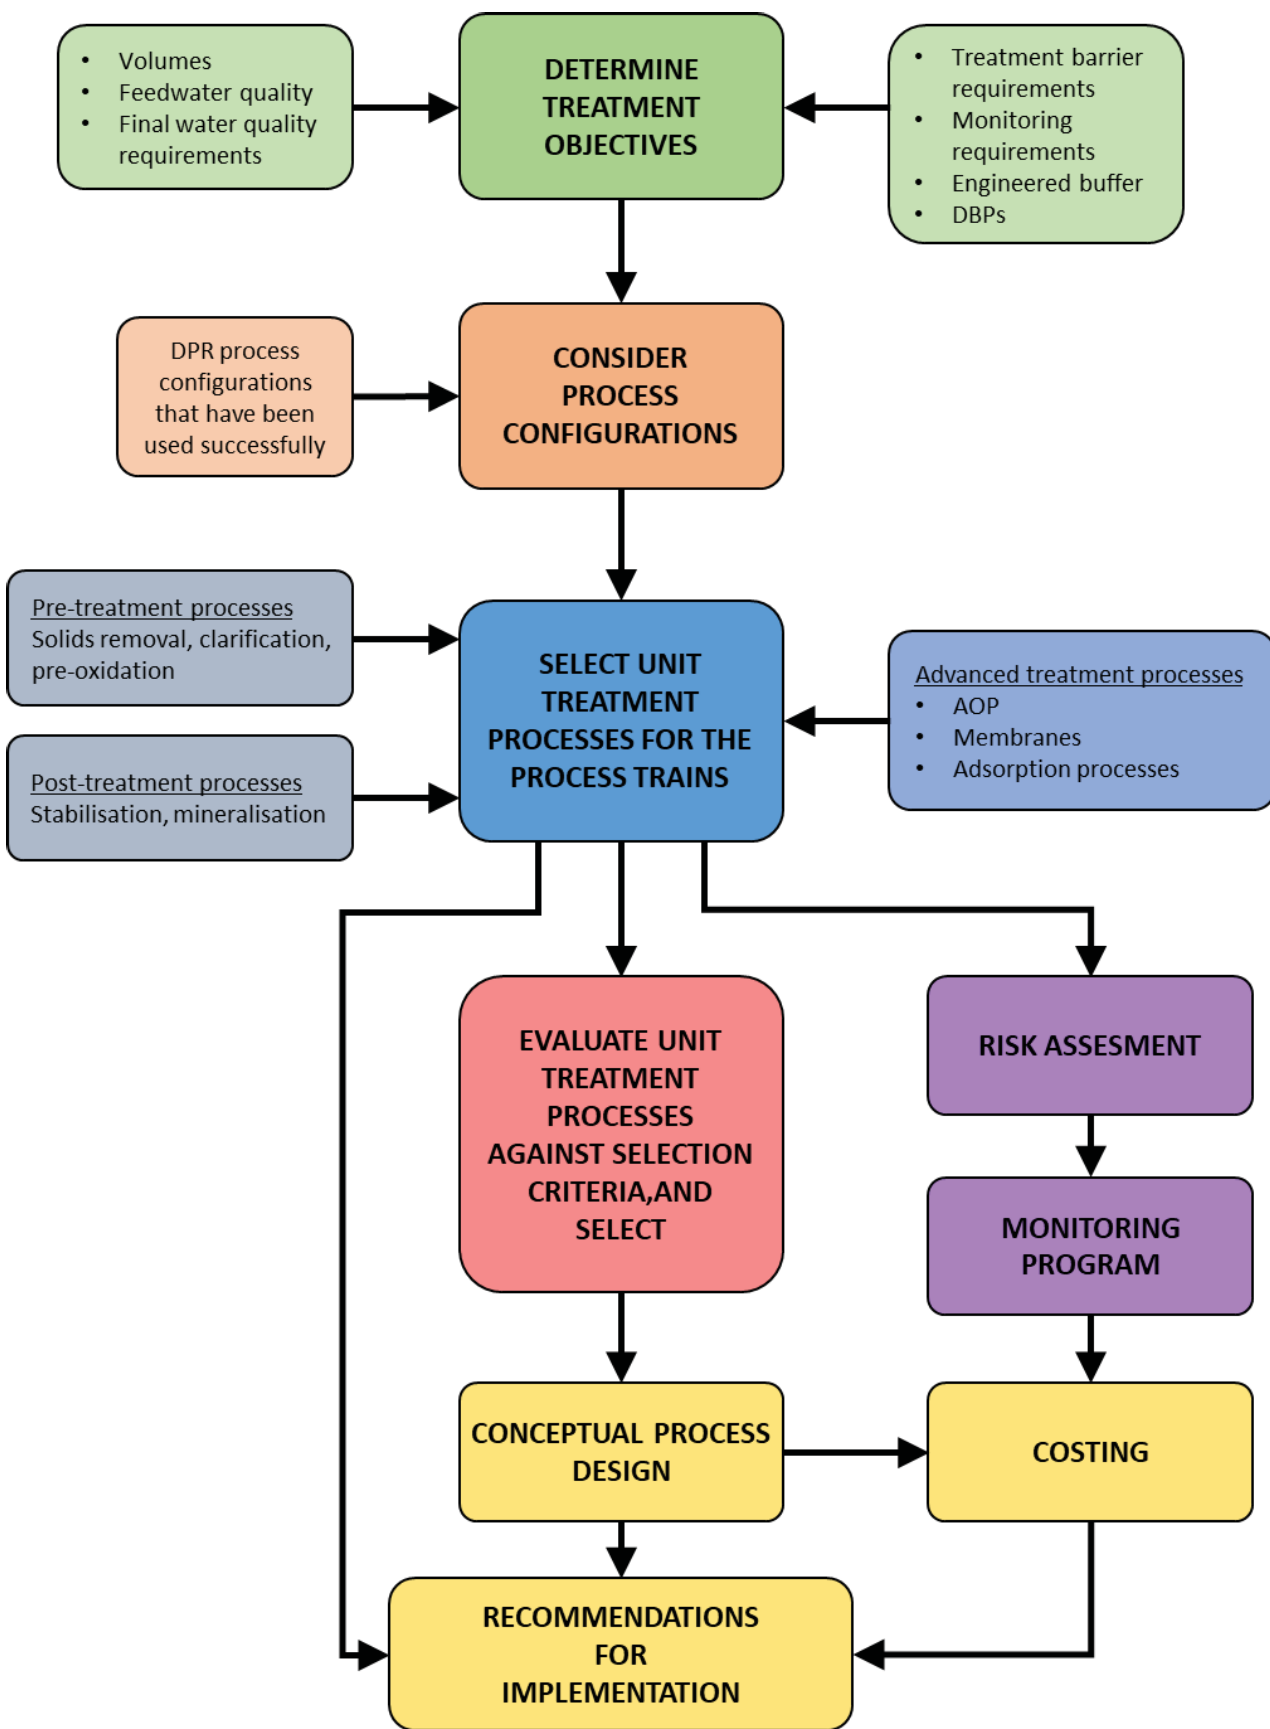 • Volumes
• Feedwater quality
• Final water quality
requirements
DETERMINE
TREATMENT
OBJECTIVES
• Treatment barrier
requirements
• Monitoring
requirements
• Engineered buffer
• DBPs
DPR process
configurations
that have been
used successfully
CONSIDER
PROCESS
CONFIGURATIONS
Pre-treatment processes
Solids removal, clarification,
pre-oxidation
Post-treatment processes
Stabilisation, mineralisation
SELECT UNIT
TREATMENT
PROCESSES FOR THE
PROCESS TRAINS
Advanced treatment processes
• AOP
• Membranes
• Adsorption processes
EVALUATE UNIT
TREATMENT
PROCESSES
AGAINST SELECTION
CRITERIA,AND
SELECT
RISK ASSESMENT
MONITORING
PROGRAM
CONCEPTUAL PROCESS
DESIGN
COSTING
RECOMMENDATIONS
FOR
IMPLEMENTATION